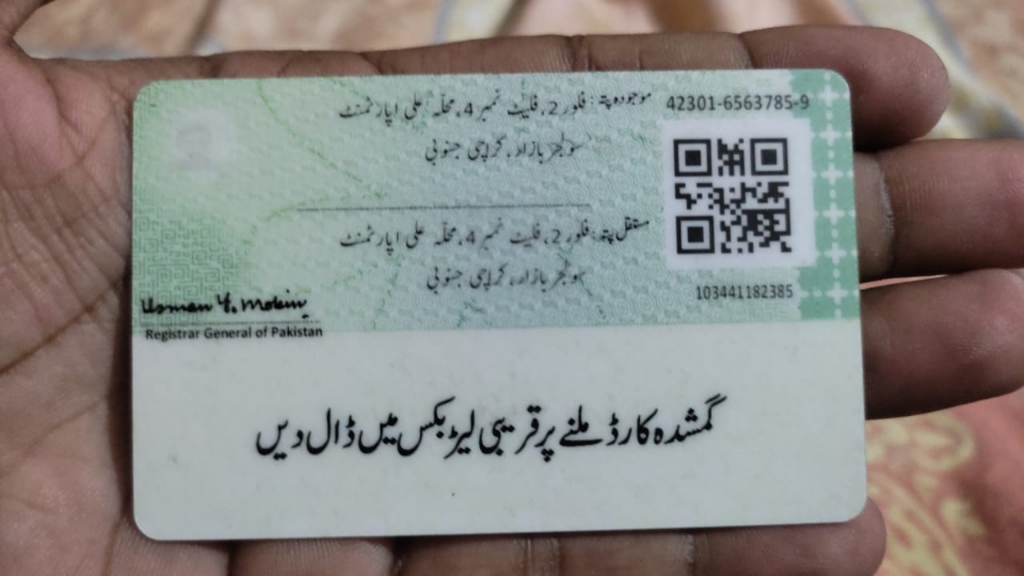 42301-6563785-9
موجودہ پتہ: فلور 2، فلیٹ نمبر 4، محلہ علی اپارٹمنٹ
سولجر بازار، کراچی جنوبی
مستقل پتہ: فلور 2، فلیٹ نمبر 4، محلہ علی اپارٹمنٹ
سولجر بازار، کراچی جنوبی
103441182385
Usman Y. Mobin
Registrar General of Pakistan
گمشدہ کارڈ ملنے پر قریبی لیٹر بکس میں ڈال دیں